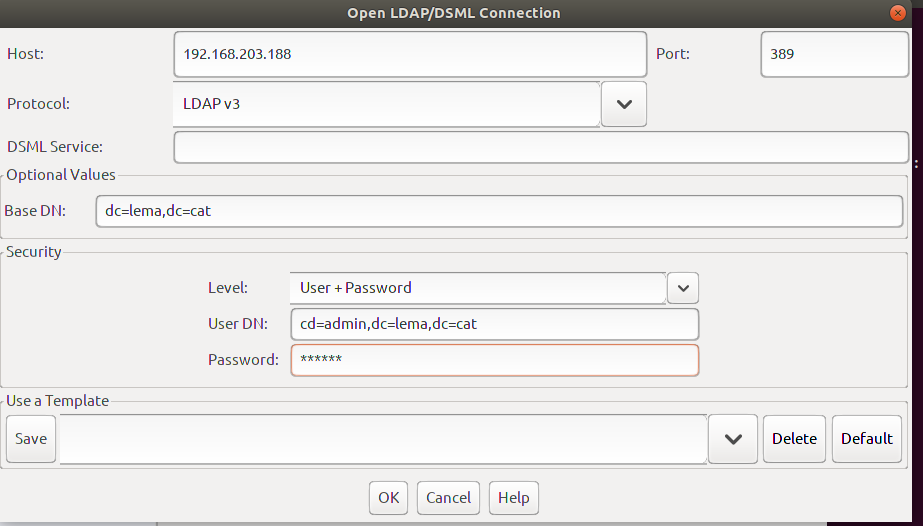 Open LDAP/DSML Connection
Host: 192.168.203.188 Port: 389
Protocol: LDAP v3
DSML Service:
Optional Values
Base DN: dc=lema,dc=cat
Security
Level: User + Password
User DN: cd=admin,dc=lema,dc=cat
Password: ******
Use a Template
Save Delete Default
OK Cancel Help